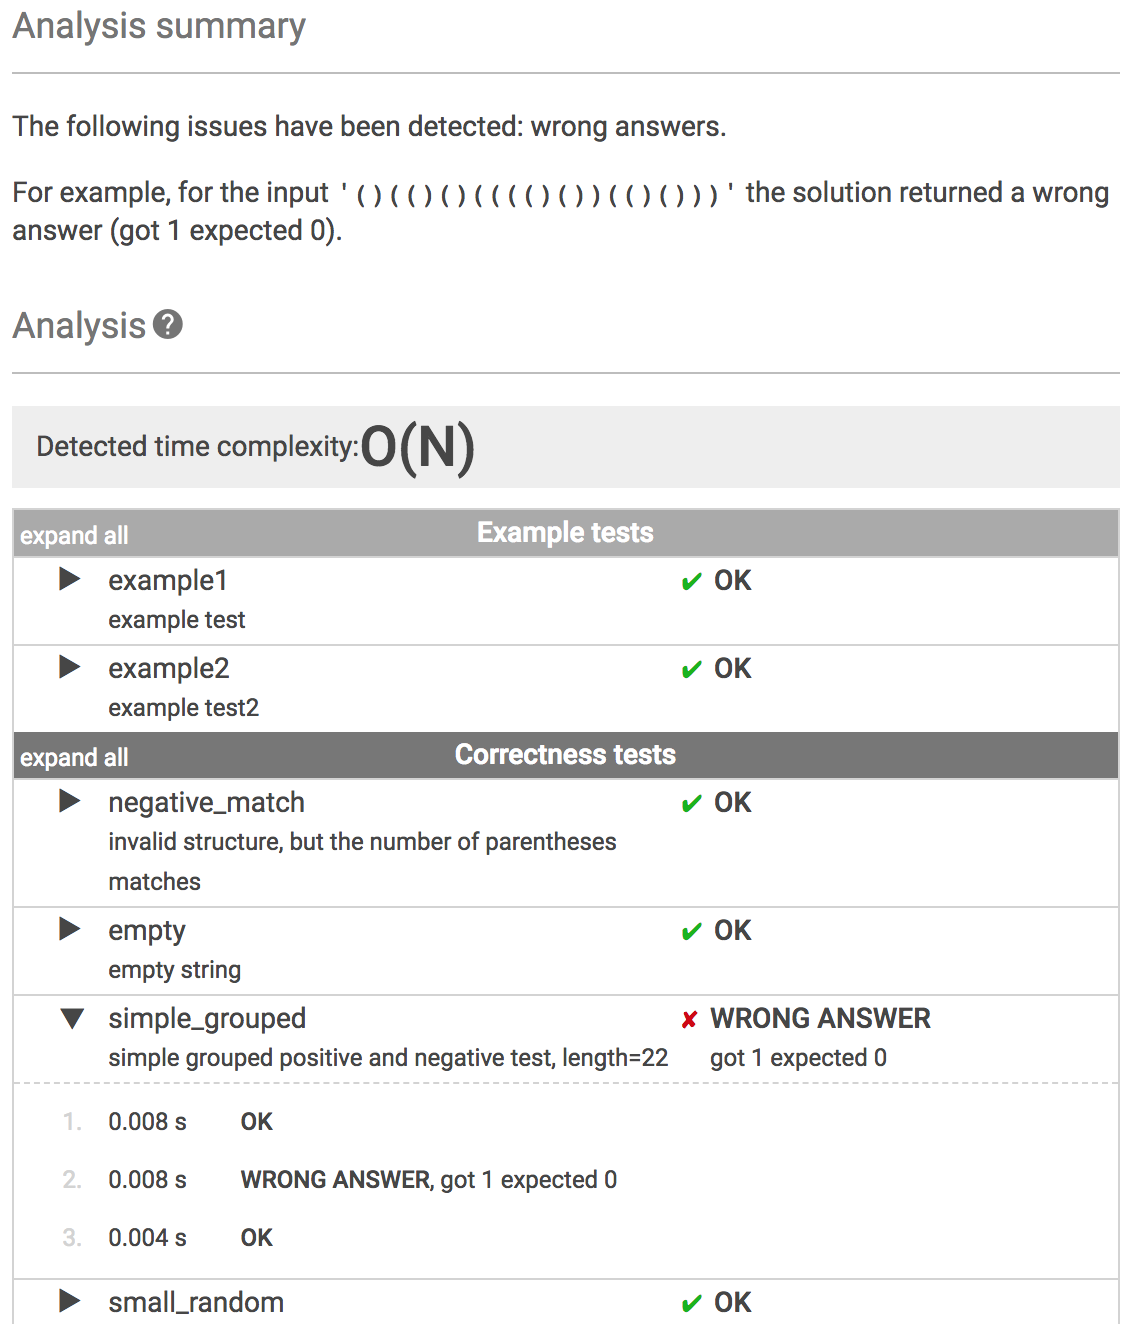 Analysis summary
The following issues have been detected: wrong answers.
For example, for the input '()(()()(((()())(()()))' the solution returned a wrong
answer (got 1 expected 0).
Analysis ?
Detected time complexity: O(N)
expand all Example tests
▶ example1 ✔ OK
example test
▶ example2 ✔ OK
example test2
expand all Correctness tests
▶ negative_match ✔ OK
invalid structure, but the number of parentheses
matches
▶ empty ✔ OK
empty string
▼ simple_grouped ✘ WRONG ANSWER
simple grouped positive and negative test, length=22 got 1 expected 0
1. 0.008 s OK
2. 0.008 s WRONG ANSWER, got 1 expected 0
3. 0.004 s OK
▶ small_random ✔ OK